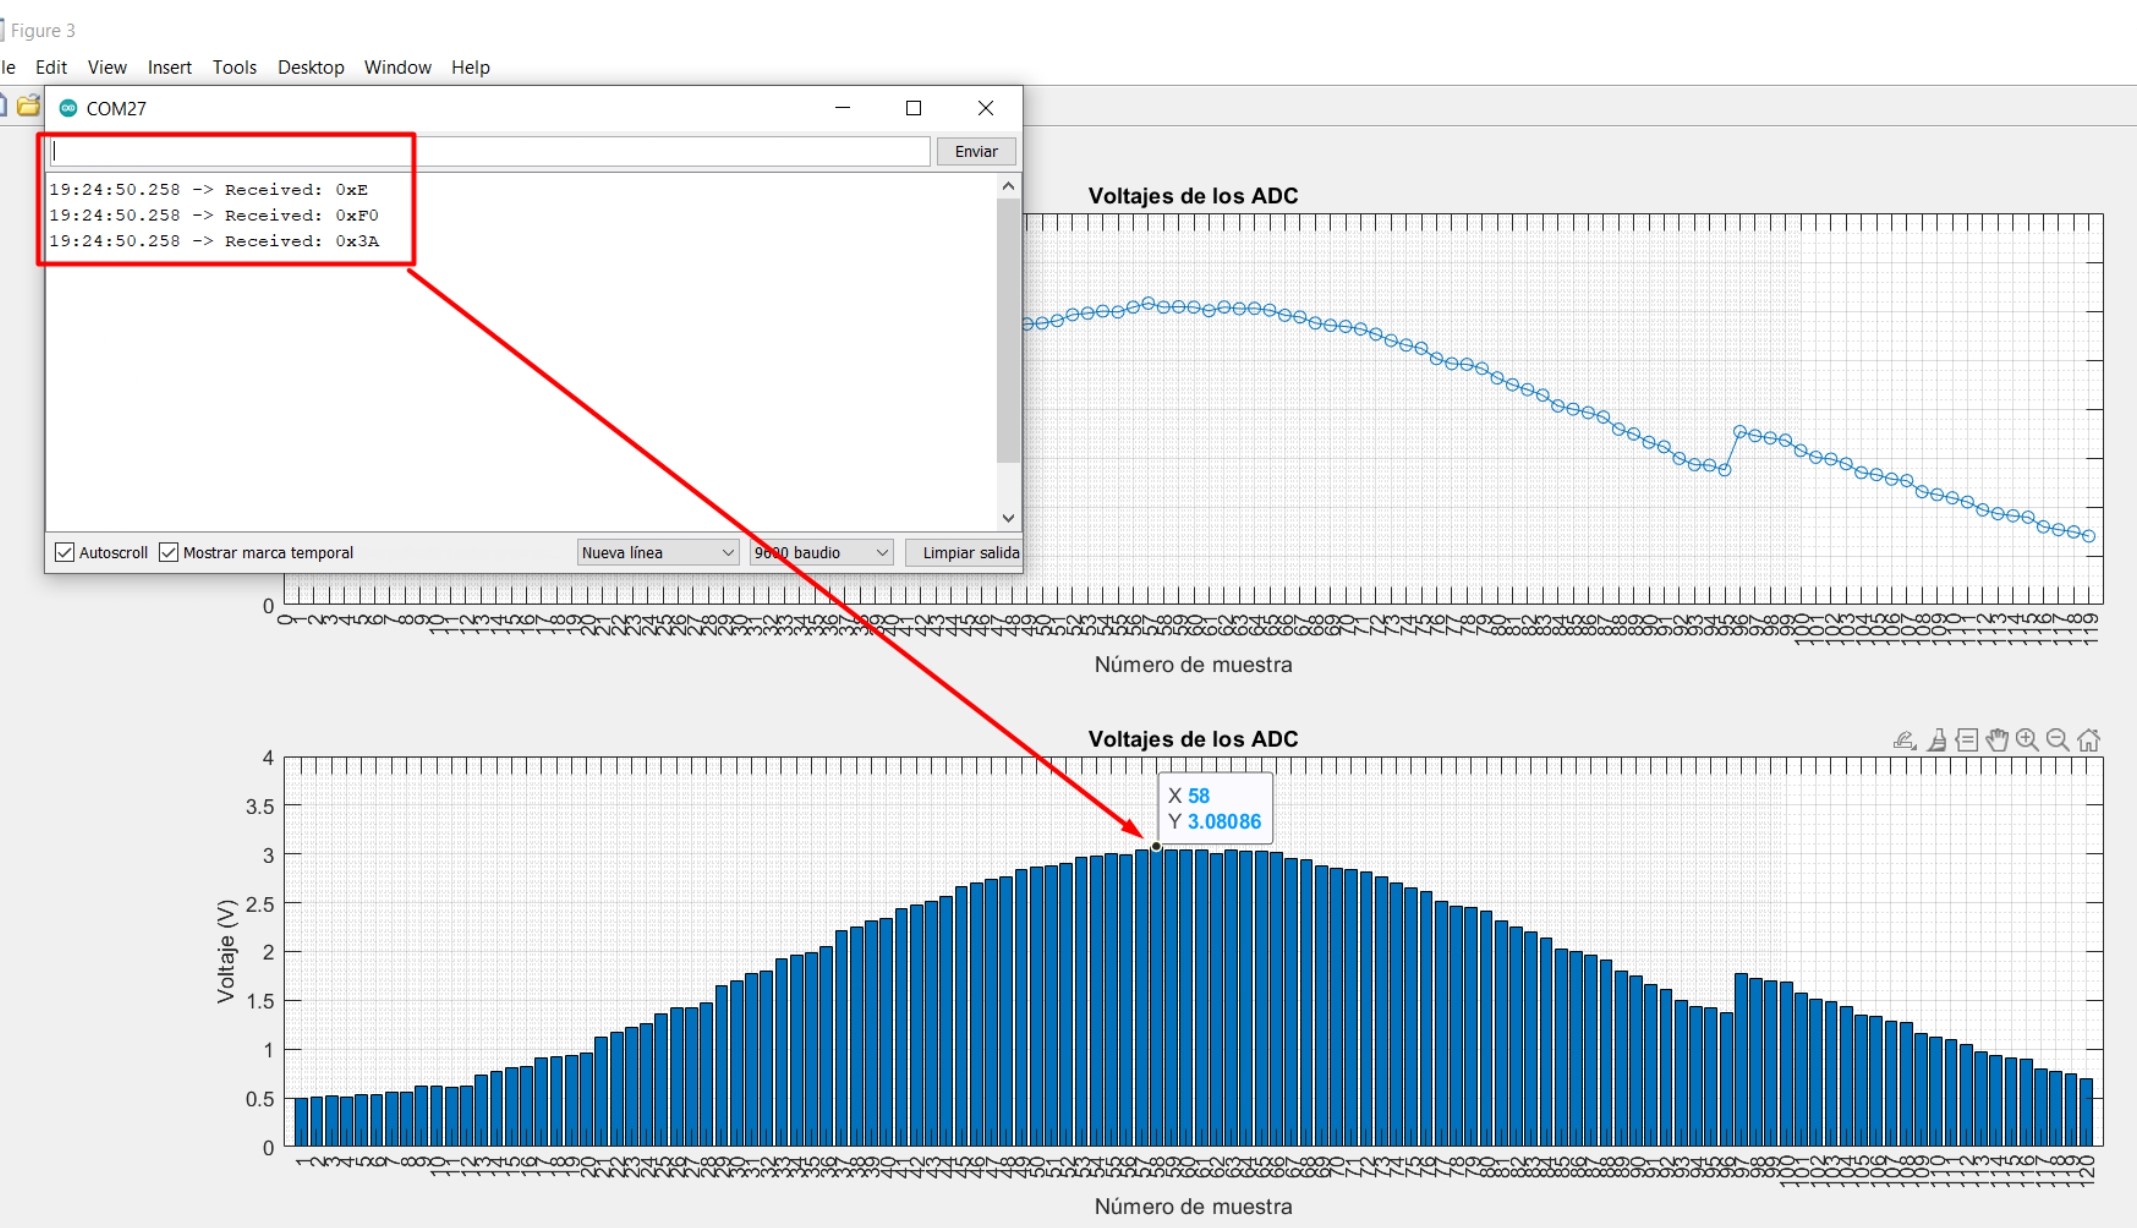 Figure 3
le Edit View Insert Tools Desktop Window Help
COM27
Enviar
19:24:50.258 -> Received: 0xE
19:24:50.258 -> Received: 0xF0
19:24:50.258 -> Received: 0x3A
Autoscroll Mostrar marca temporal Nueva línea 9600 baudio Limpiar salida
Voltajes de los ADC
0
0 1 2 3 4 5 6 7 8 9 10 11 12 13 14 15 16 17 18 19 20 21 22 23 24 25 26 27 28 29 30 31 32 33 34 35 36 37 38 39 40 41 42 43 44 45 46 47 48 49 50 51 52 53 54 55 56 57 58 59 60 61 62 63 64 65 66 67 68 69 70 71 72 73 74 75 76 77 78 79 80 81 82 83 84 85 86 87 88 89 90 91 92 93 94 95 96 97 98 99 100 101 102 103 104 105 106 107 108 109 110 111 112 113 114 115 116 117 118 119
Número de muestra
Voltajes de los ADC
X 58
Y 3.08086
4
3.5
3
2.5
2
1.5
1
0.5
0
Voltaje (V)
1 2 3 4 5 6 7 8 9 10 11 12 13 14 15 16 17 18 19 20 21 22 23 24 25 26 27 28 29 30 31 32 33 34 35 36 37 38 39 40 41 42 43 44 45 46 47 48 49 50 51 52 53 54 55 56 57 58 59 60 61 62 63 64 65 66 67 68 69 70 71 72 73 74 75 76 77 78 79 80 81 82 83 84 85 86 87 88 89 90 91 92 93 94 95 96 97 98 99 100 101 102 103 104 105 106 107 108 109 110 111 112 113 114 115 116 117 118 119 120
Número de muestra